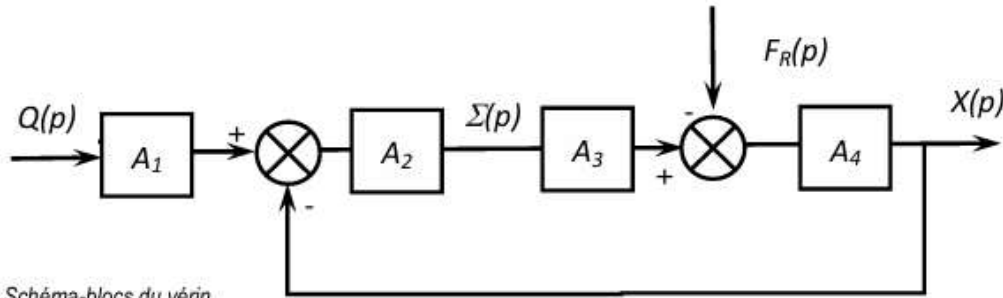 F_R(p)
Q(p)
Σ(p)
X(p)
A_1
+
A_2
A_3
-
+
A_4
-
Schéma-blocs du vérin